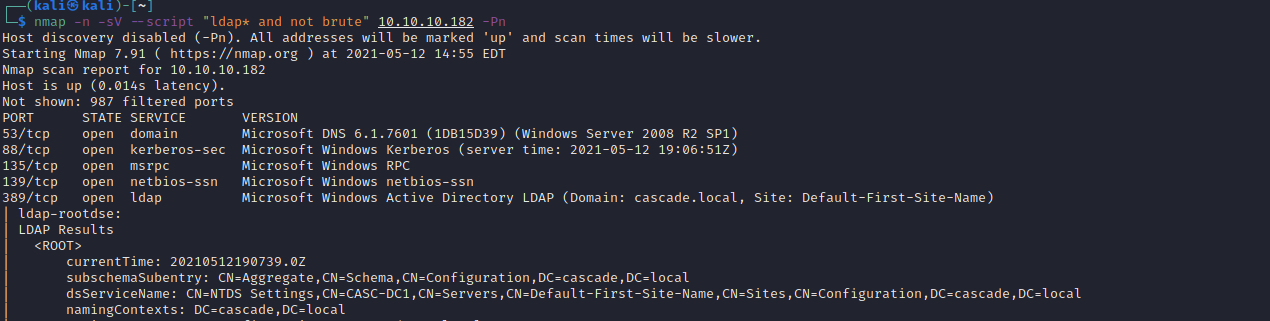 ┌──(kali㉿kali)-[~]
└─$ nmap -n -sV --script "ldap* and not brute" 10.10.10.182 -Pn
Host discovery disabled (-Pn). All addresses will be marked 'up' and scan times will be slower.
Starting Nmap 7.91 ( https://nmap.org ) at 2021-05-12 14:55 EDT
Nmap scan report for 10.10.10.182
Host is up (0.014s latency).
Not shown: 987 filtered ports
PORT      STATE SERVICE       VERSION
53/tcp    open  domain        Microsoft DNS 6.1.7601 (1DB15D39) (Windows Server 2008 R2 SP1)
88/tcp    open  kerberos-sec  Microsoft Windows Kerberos (server time: 2021-05-12 19:06:51Z)
135/tcp   open  msrpc         Microsoft Windows RPC
139/tcp   open  netbios-ssn   Microsoft Windows netbios-ssn
389/tcp   open  ldap          Microsoft Windows Active Directory LDAP (Domain: cascade.local, Site: Default-First-Site-Name)
| ldap-rootdse:
| LDAP Results
|   <ROOT>
|       currentTime: 20210512190739.0Z
|       subschemaSubentry: CN=Aggregate,CN=Schema,CN=Configuration,DC=cascade,DC=local
|       dsServiceName: CN=NTDS Settings,CN=CASC-DC1,CN=Servers,CN=Default-First-Site-Name,CN=Sites,CN=Configuration,DC=cascade,DC=local
|       namingContexts: DC=cascade,DC=local